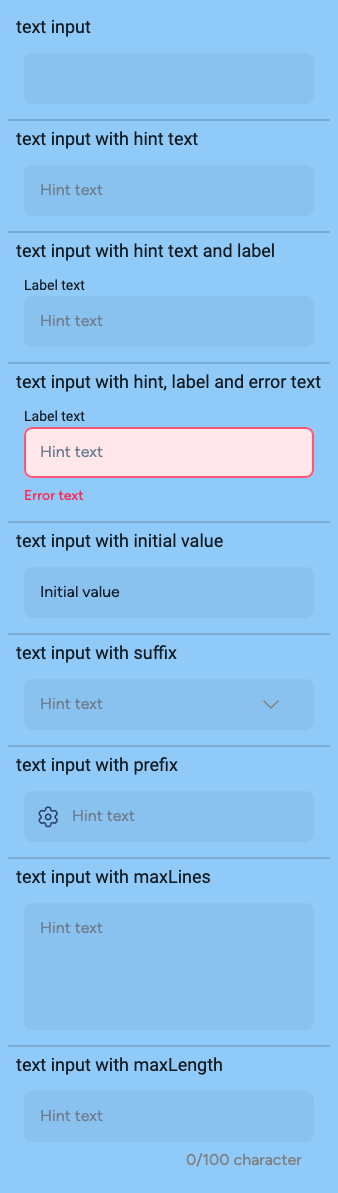 text input
text input with hint text
Hint text
text input with hint text and label
Label text
Hint text
text input with hint, label and error text
Label text
Hint text
Error text
text input with initial value
Initial value
text input with suffix
Hint text
text input with prefix
Hint text
text input with maxLines
Hint text
text input with maxLength
Hint text
0/100 character